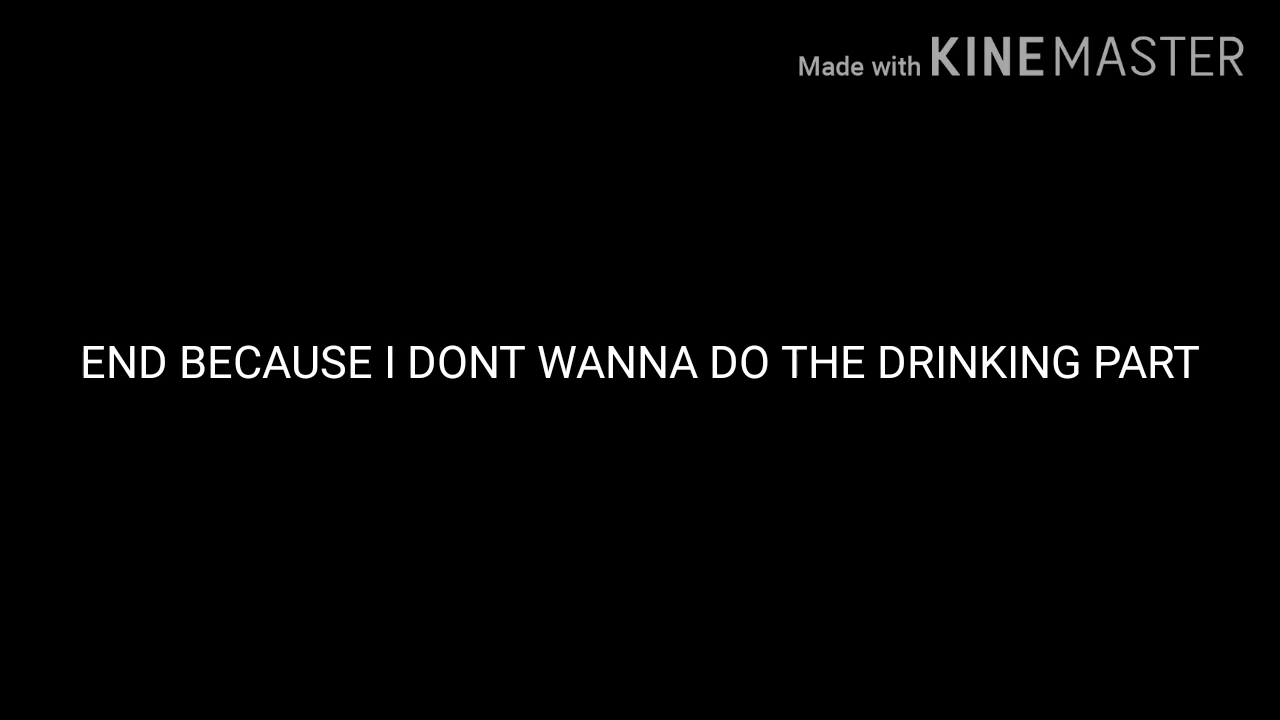 Made with KINEMASTER
END BECAUSE I DONT WANNA DO THE DRINKING PART